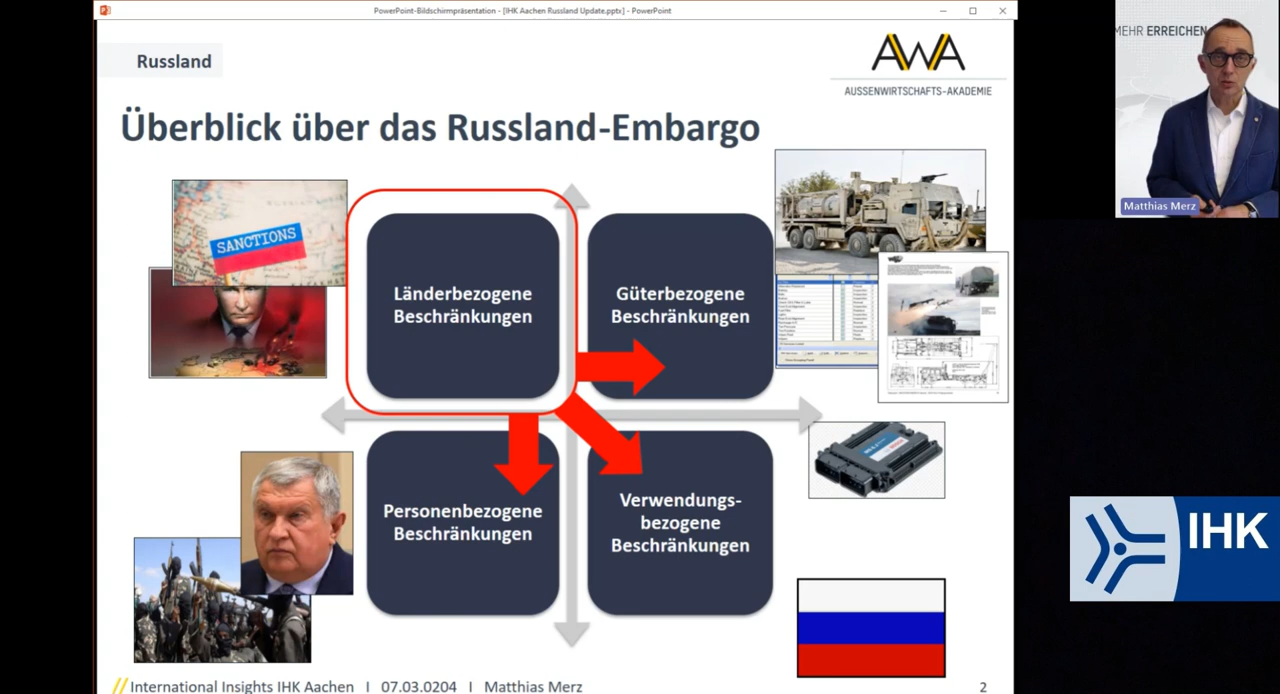 PowerPoint-Bildschirmpräsentation - [IHK Aachen Russland Update.pptx] - PowerPoint
Russland
AWA
AUSSENWIRTSCHAFTS-AKADEMIE
Überblick über das Russland-Embargo
SANCTIONS
Länderbezogene
Beschränkungen
Güterbezogene
Beschränkungen
Personenbezogene
Beschränkungen
Verwendungs-
bezogene
Beschränkungen
// International Insights IHK Aachen I 07.03.0204 I Matthias Merz
2
MEHR ERREICHEN
Matthias Merz
IHK